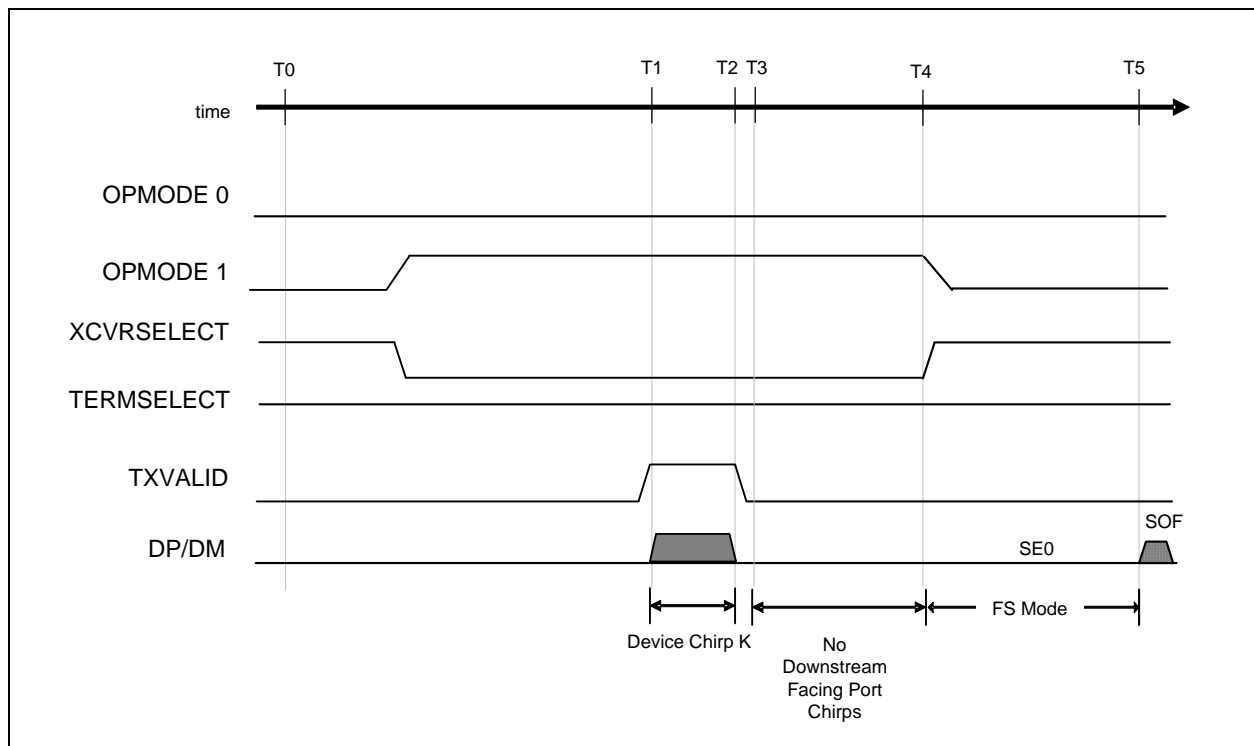 T0
T1
T2
T3
T4
T5
time
OPMODE 0
OPMODE 1
XCVRSELECT
TERMSELECT
TXVALID
DP/DM
SOF
SE0
FS Mode
Device Chirp K
No
Downstream
Facing Port
Chirps